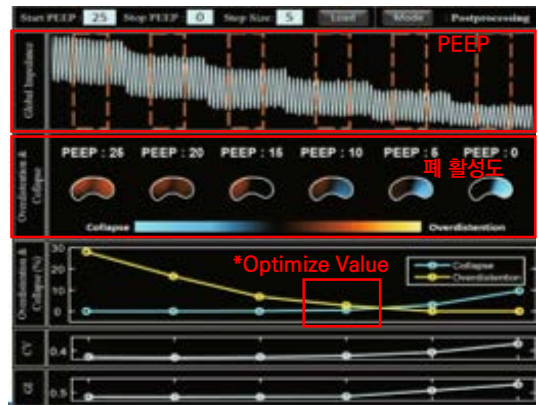 Start PEEP 25 Stop PEEP 0 Step Size 5 Load Mode Postprocessing
PEEP
Global Impedance
Overdistention &
Collapse
PEEP : 25 PEEP : 20 PEEP : 15 PEEP : 10 PEEP : 5 PEEP : 0
폐 활성도
Collapse Overdistention
Overdistention &
Collapse (%)
30
20
10
0
*Optimize Value
Collapse
Overdistention
CV
0.4
GI
0.5